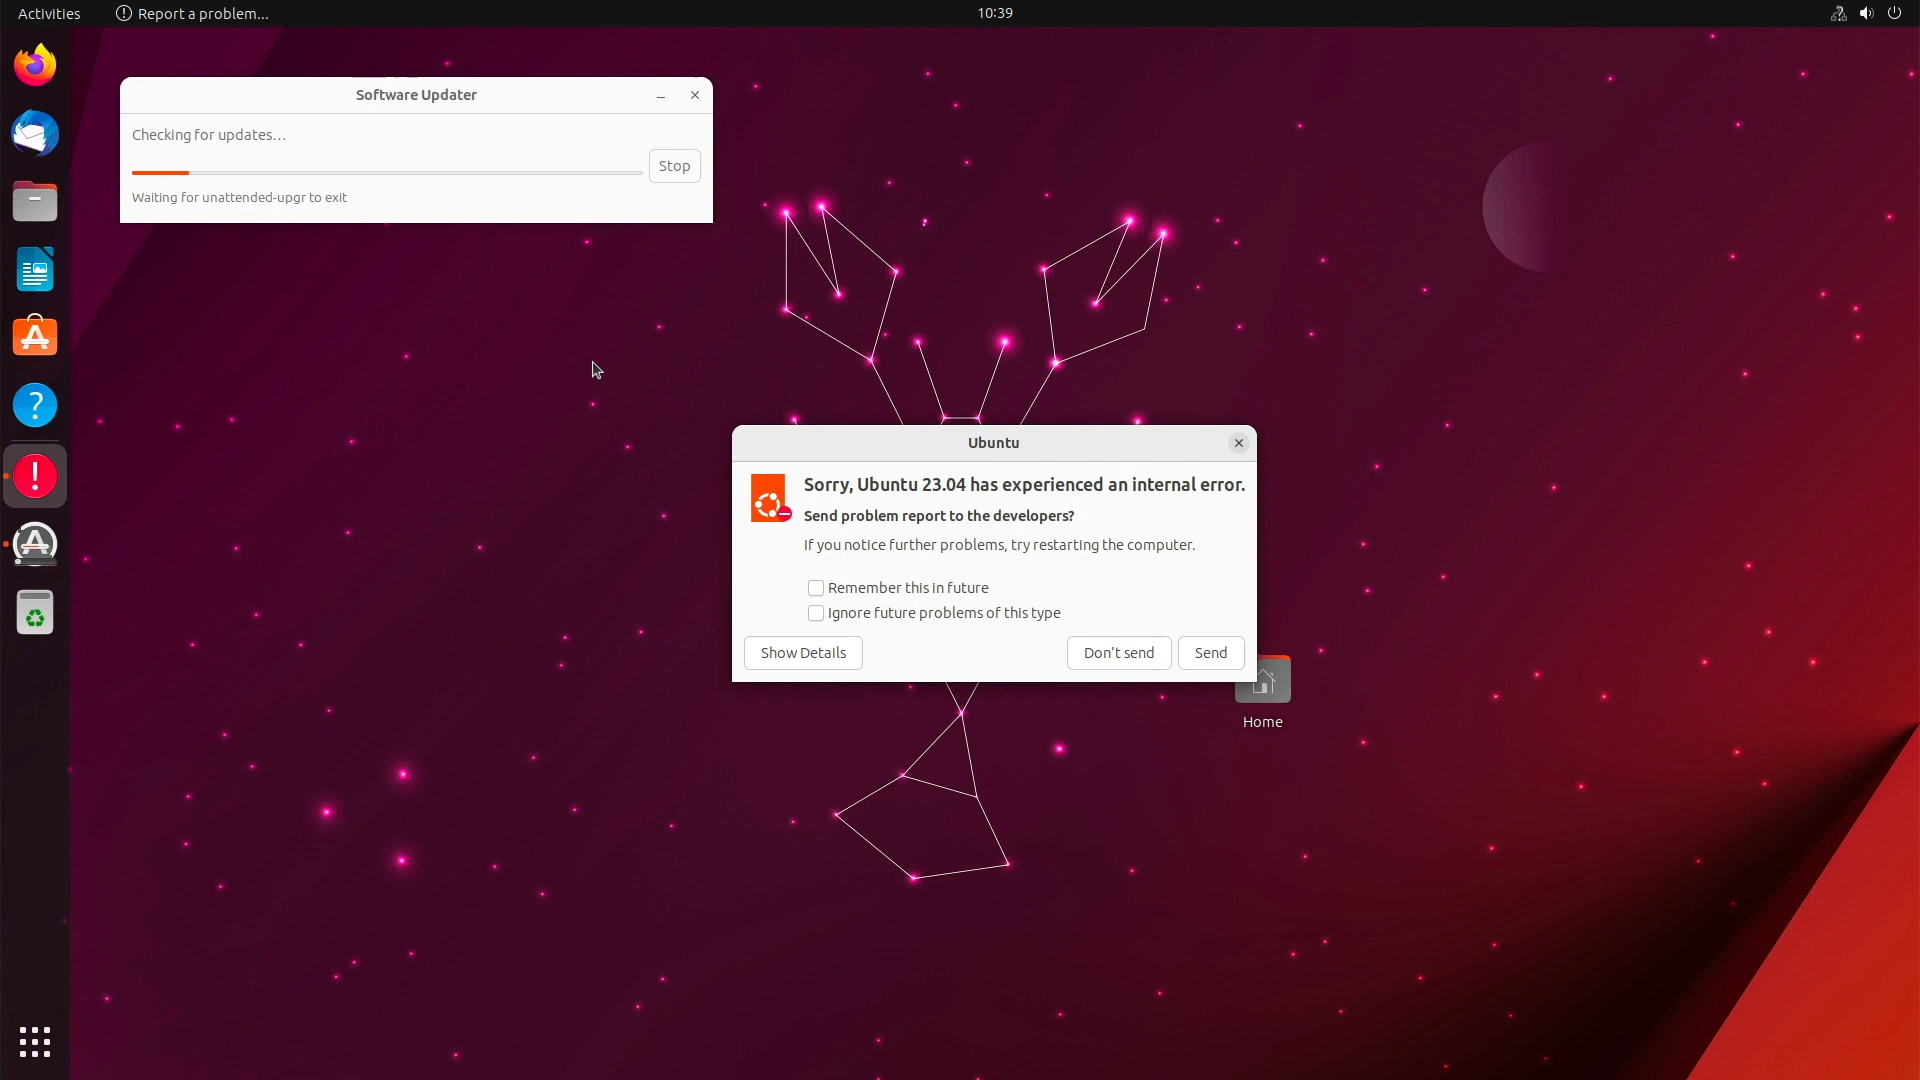 Activities
Report a problem...
10:39
Software Updater
Checking for updates…
Stop
Waiting for unattended-upgr to exit
Ubuntu
Sorry, Ubuntu 23.04 has experienced an internal error.
Send problem report to the developers?
If you notice further problems, try restarting the computer.
Remember this in future
Ignore future problems of this type
Show Details
Don't send
Send
Home